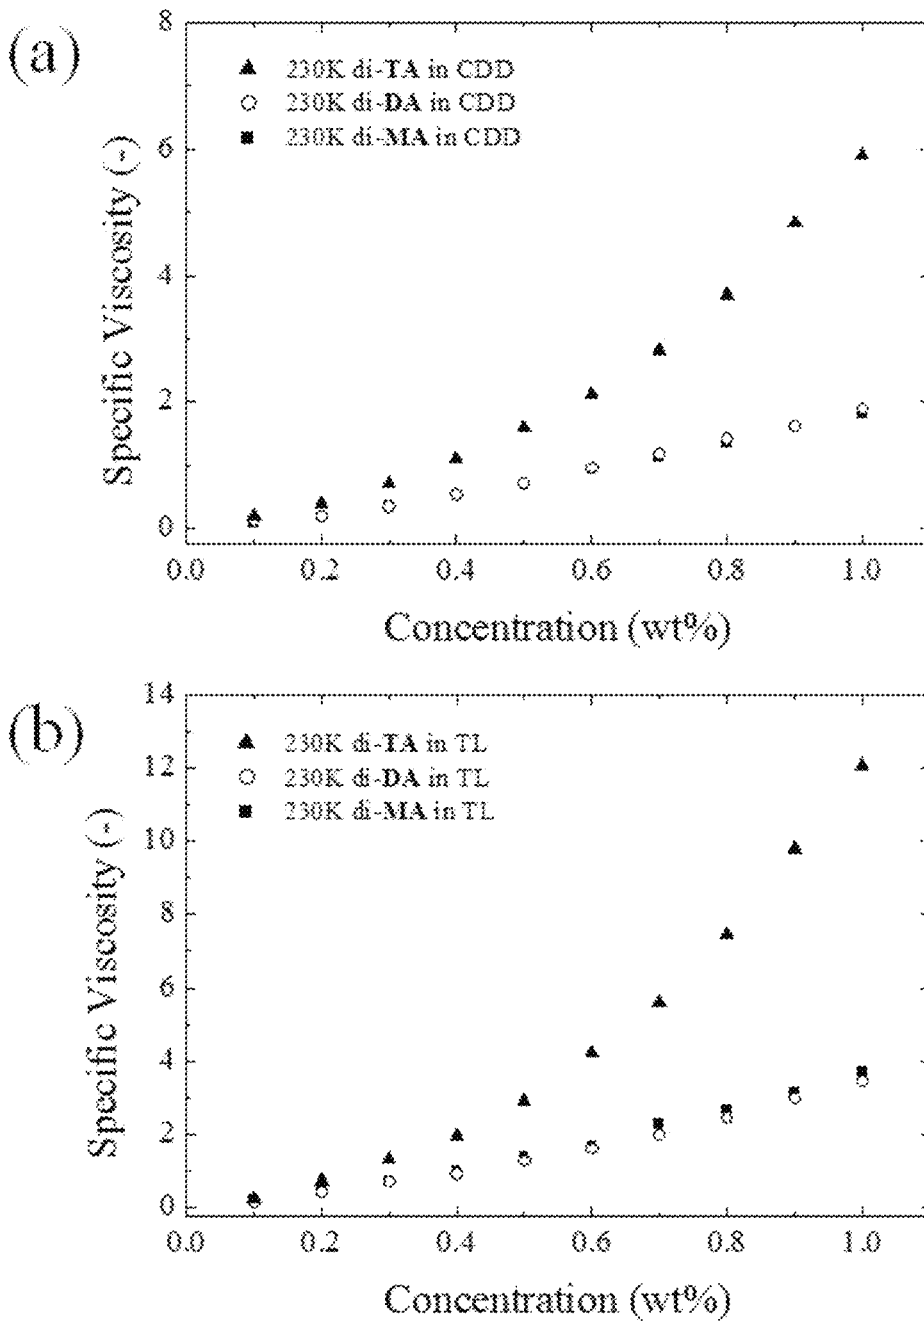 (a)
8
6
4
2
0
Specific Viscosity (-)
230K di-TA in CDD
230K di-DA in CDD
230K di-MA in CDD
0.0 0.2 0.4 0.6 0.8 1.0
Concentration (wt%)
(b)
14
12
10
8
6
4
2
0
Specific Viscosity (-)
230K di-TA in TL
230K di-DA in TL
230K di-MA in TL
0.0 0.2 0.4 0.6 0.8 1.0
Concentration (wt%)